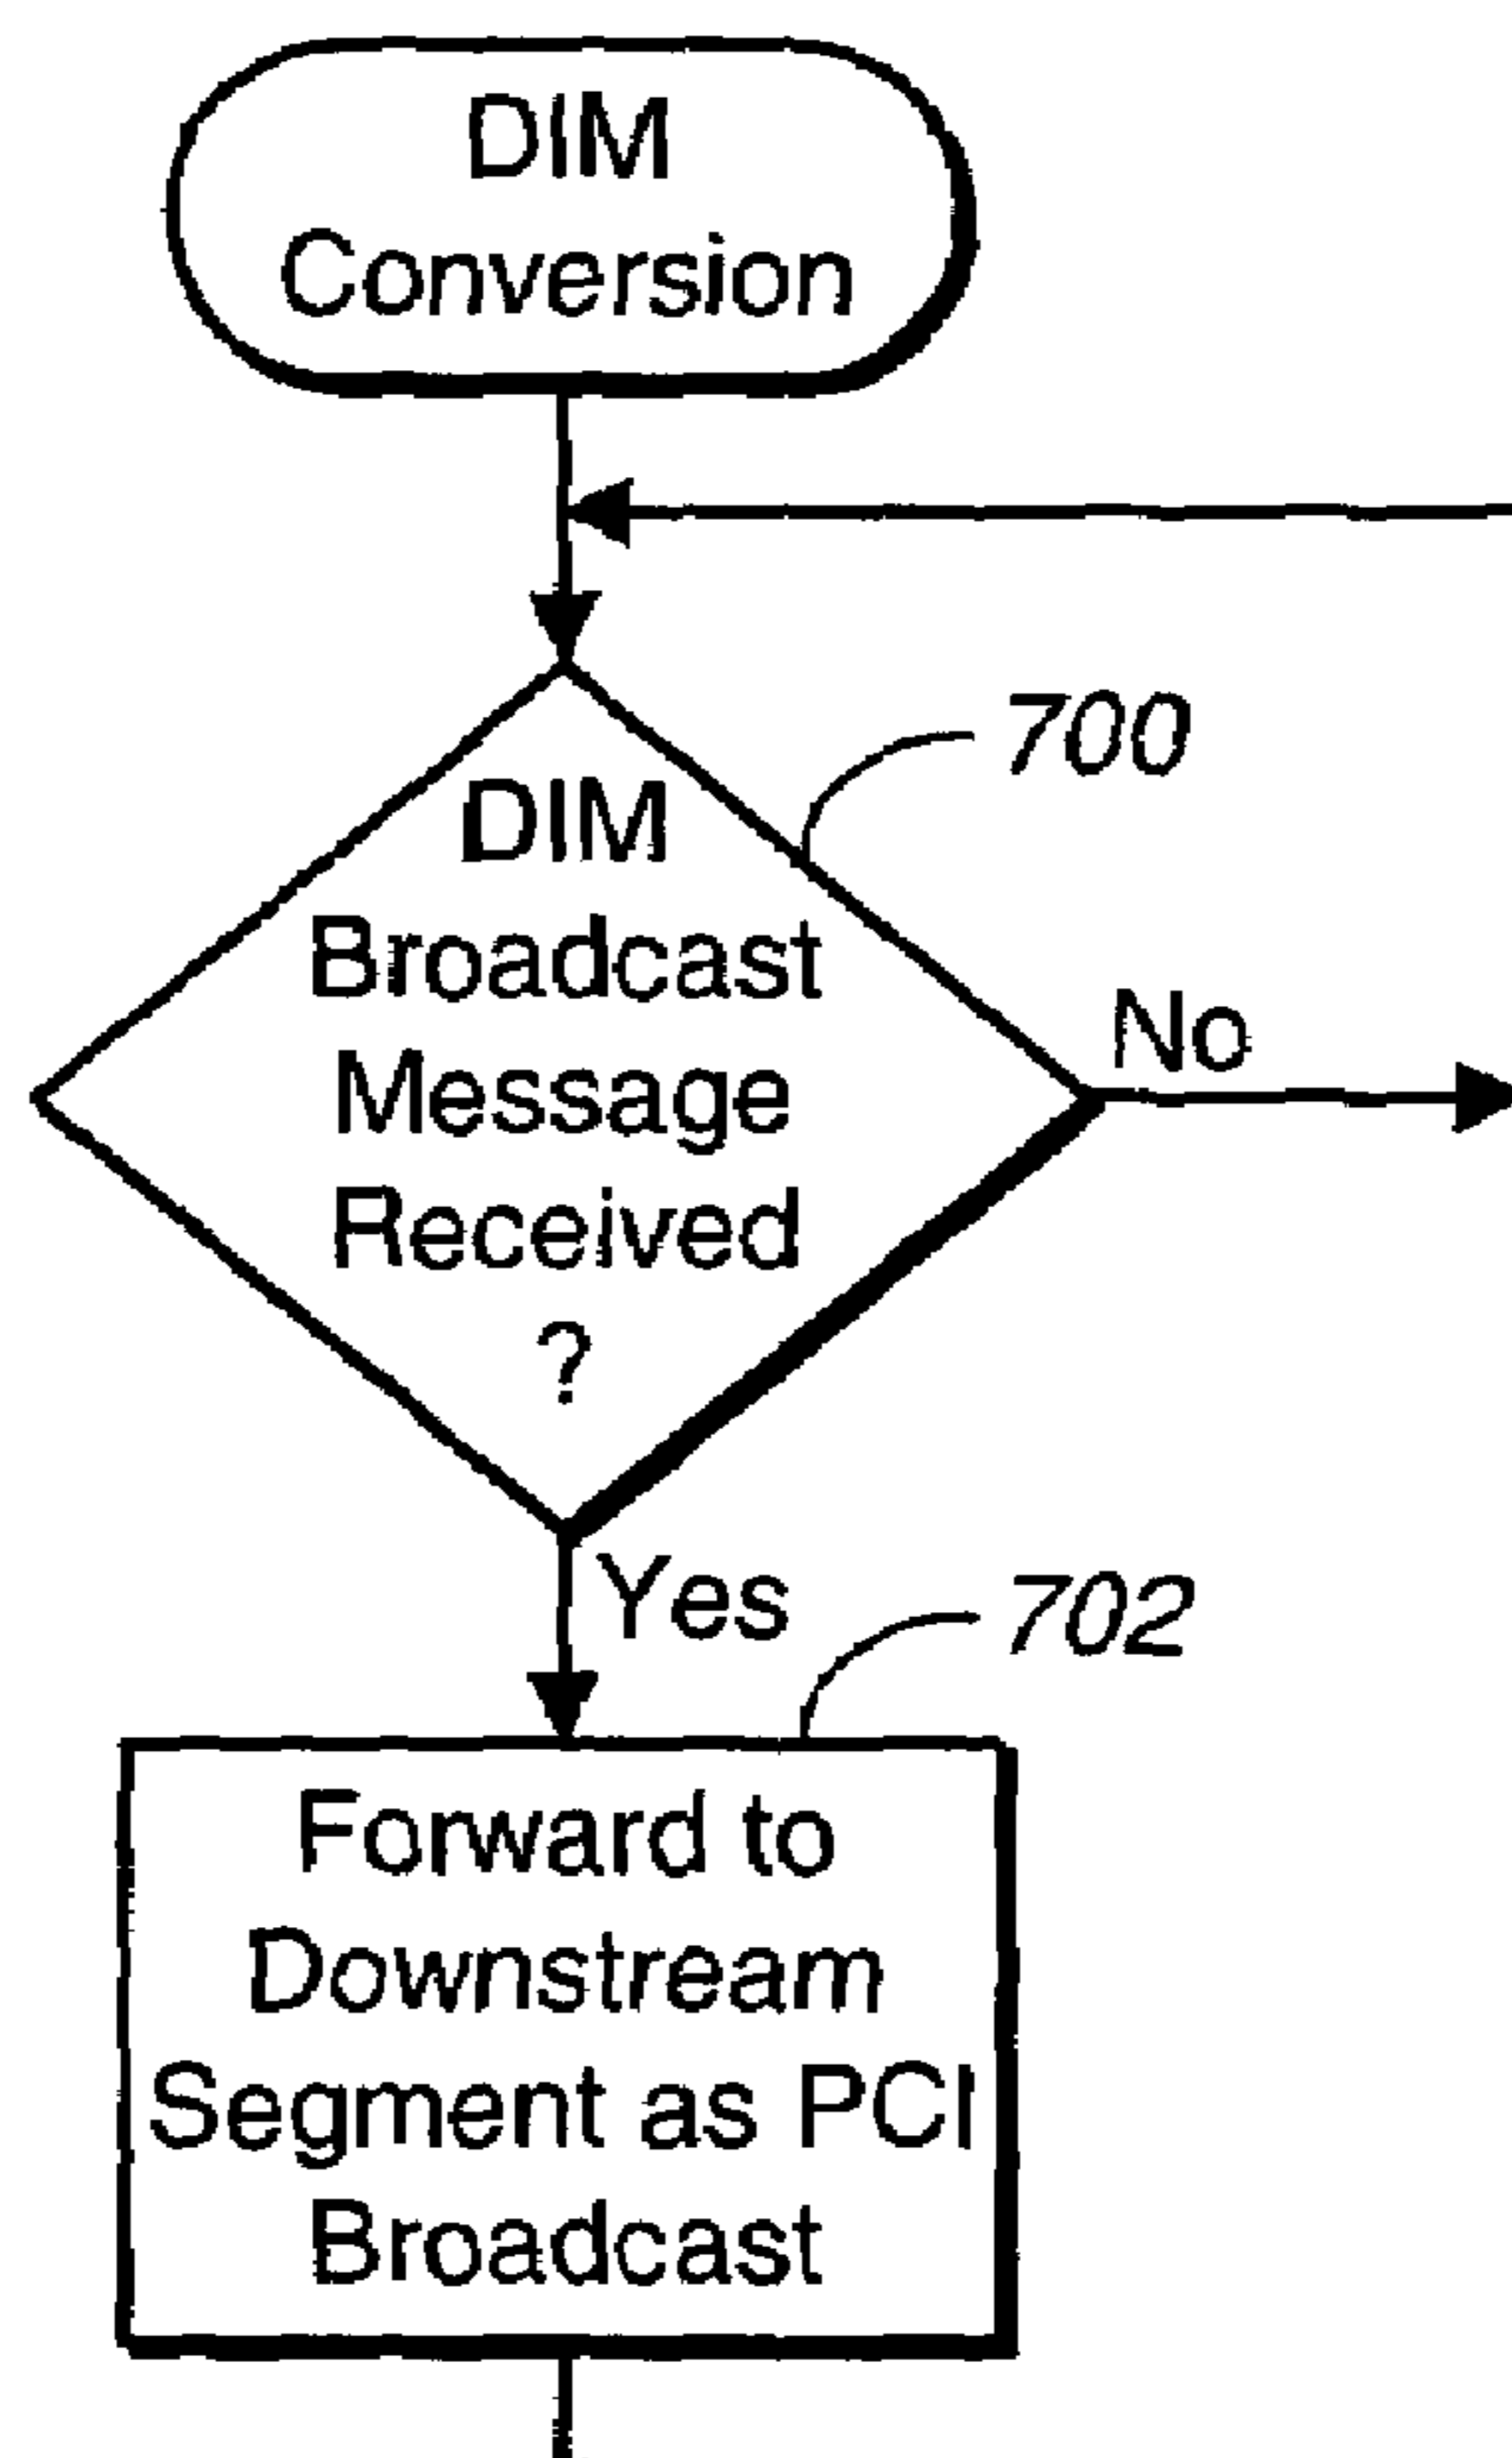 DIM
Conversion
700
DIM
Broadcast
Message
Received
?
No
Yes
702
Forward to
Downstream
Segment as PCI
Broadcast